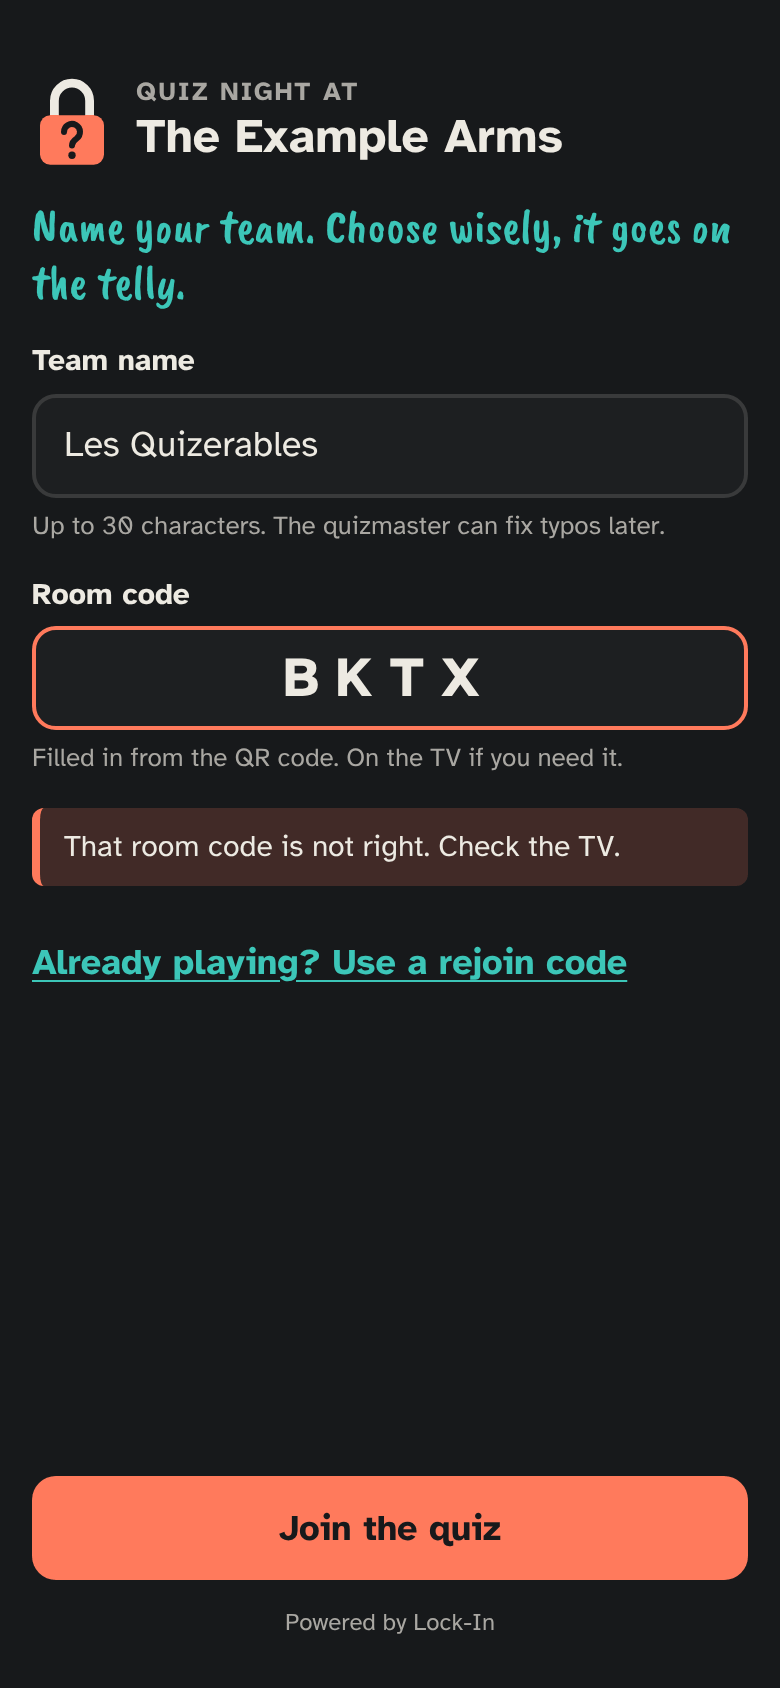 ?
QUIZ NIGHT AT
The Example Arms
Name your team. Choose wisely, it goes on
the telly.
Team name
Les Quizerables
Up to 30 characters. The quizmaster can fix typos later.
Room code
BKTX
Filled in from the QR code. On the TV if you need it.
That room code is not right. Check the TV.
Already playing? Use a rejoin code
Join the quiz
Powered by Lock-In